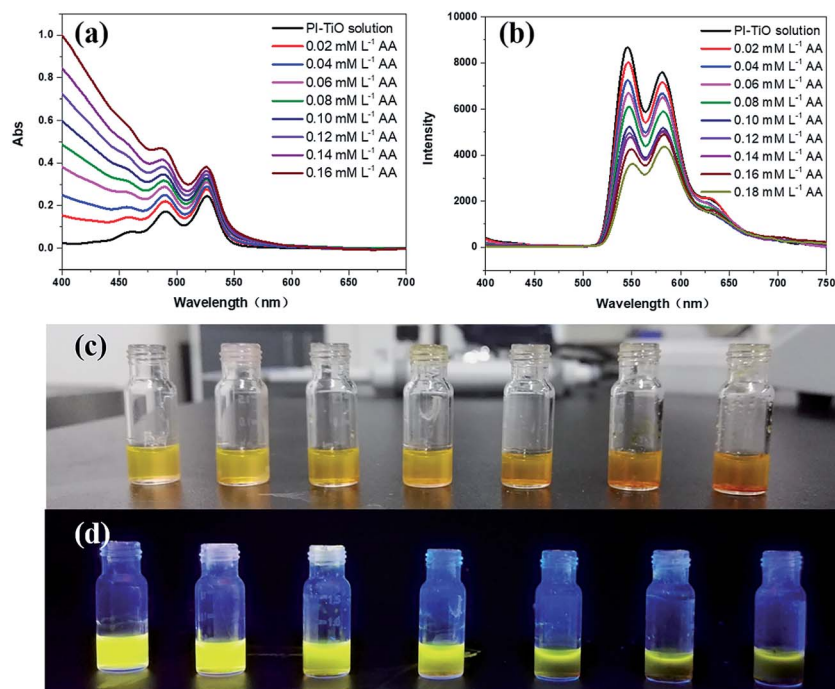 (a)
Abs
1.0
0.8
0.6
0.4
0.2
0.0
400 450 500 550 600 650 700
Wavelength（nm）
PI-TiO solution
0.02 mM L⁻¹ AA
0.04 mM L⁻¹ AA
0.06 mM L⁻¹ AA
0.08 mM L⁻¹ AA
0.10 mM L⁻¹ AA
0.12 mM L⁻¹ AA
0.14 mM L⁻¹ AA
0.16 mM L⁻¹ AA
(b)
Intensity
10000
8000
6000
4000
2000
0
400 450 500 550 600 650 700 750
Wavelength（nm）
PI-TiO solution
0.02 mM L⁻¹ AA
0.04 mM L⁻¹ AA
0.06 mM L⁻¹ AA
0.08 mM L⁻¹ AA
0.10 mM L⁻¹ AA
0.12 mM L⁻¹ AA
0.14 mM L⁻¹ AA
0.16 mM L⁻¹ AA
0.18 mM L⁻¹ AA
(c)
(d)